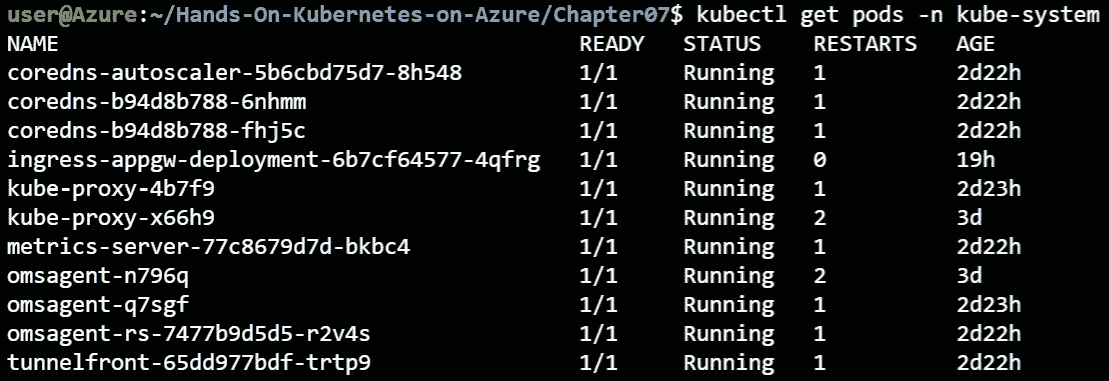 user@Azure:~/Hands-On-Kubernetes-on-Azure/Chapter07$ kubectl get pods -n kube-system
NAME READY STATUS RESTARTS AGE
coredns-autoscaler-5b6cbd75d7-8h548 1/1 Running 1 2d22h
coredns-b94d8b788-6nhmm 1/1 Running 1 2d22h
coredns-b94d8b788-fhj5c 1/1 Running 1 2d22h
ingress-appgw-deployment-6b7cf64577-4qfrg 1/1 Running 0 19h
kube-proxy-4b7f9 1/1 Running 1 2d23h
kube-proxy-x66h9 1/1 Running 2 3d
metrics-server-77c8679d7d-bkbc4 1/1 Running 1 2d22h
omsagent-n796q 1/1 Running 2 3d
omsagent-q7sgf 1/1 Running 1 2d23h
omsagent-rs-7477b9d5d5-r2v4s 1/1 Running 1 2d22h
tunnelfront-65dd977bdf-trtp9 1/1 Running 1 2d22h